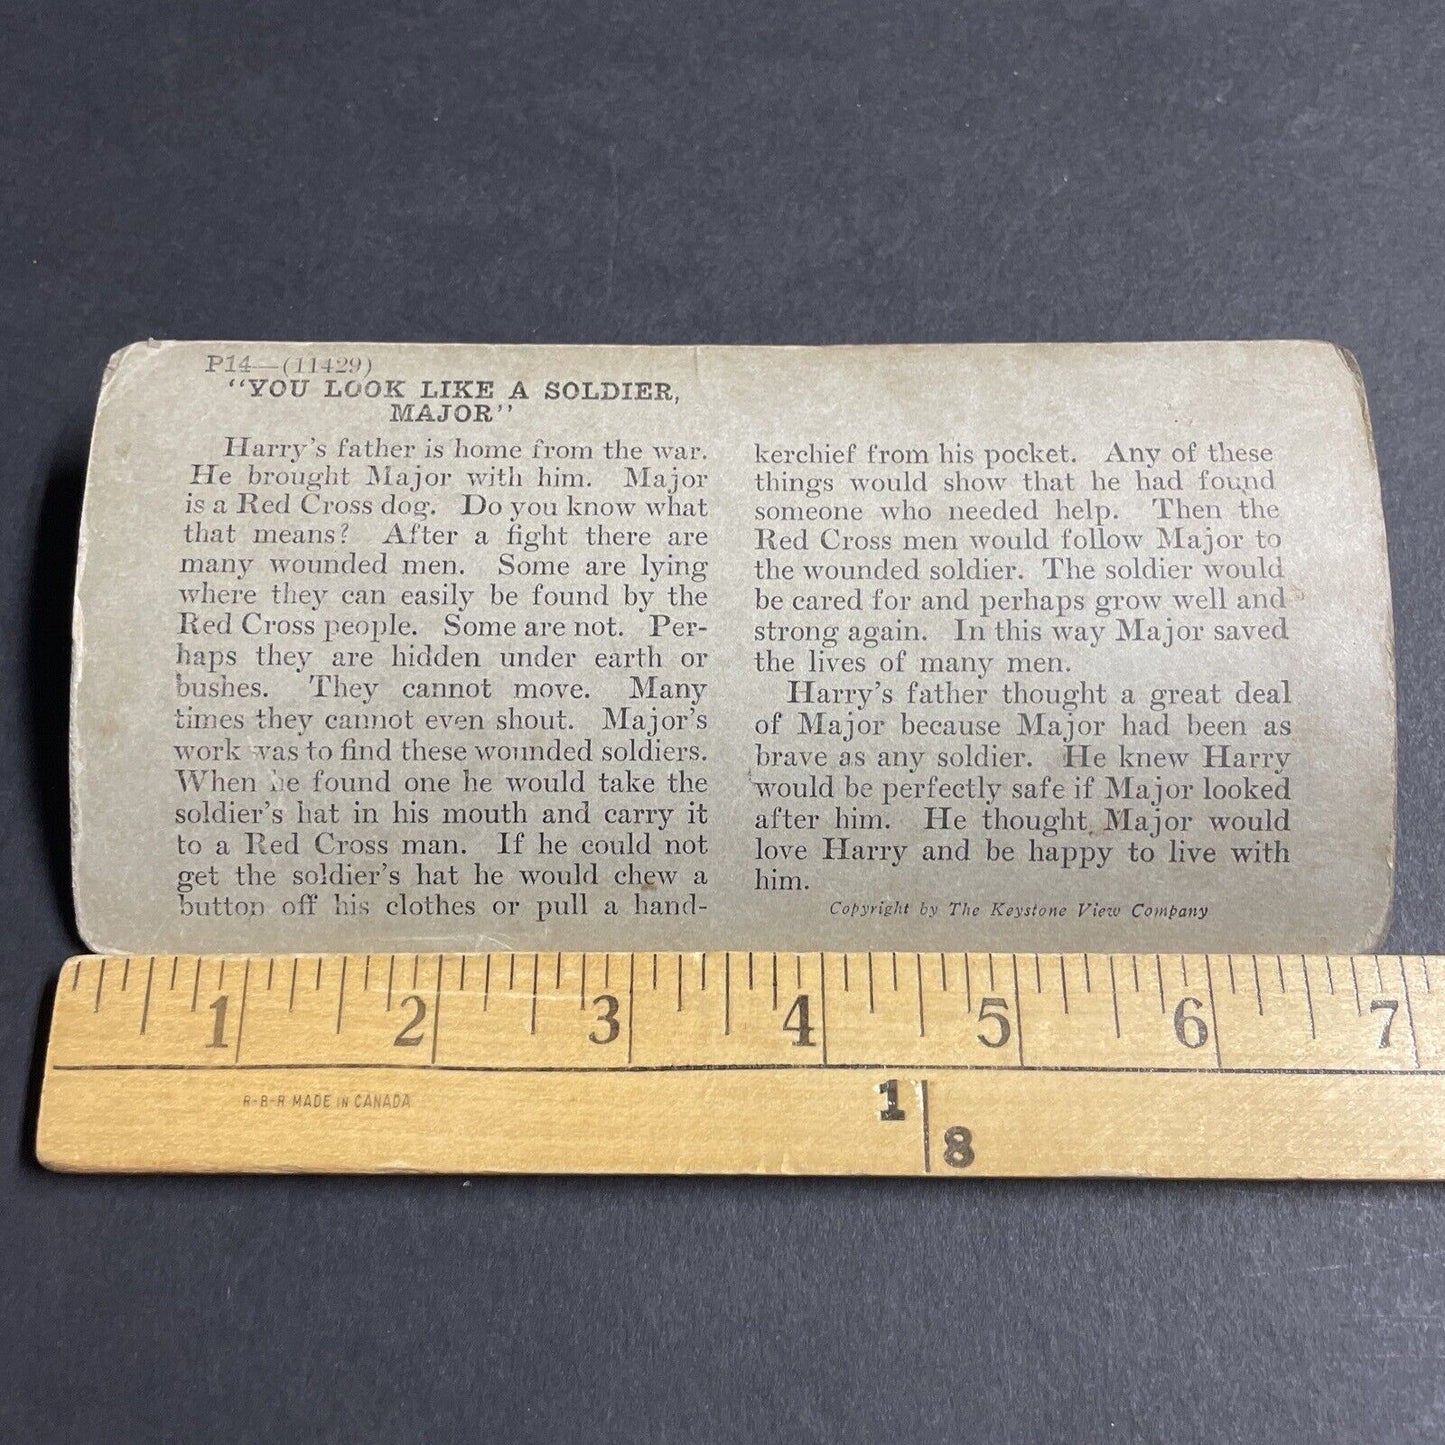 P14—(11429)
"YOU LOOK LIKE A SOLDIER,
MAJOR"
Harry's father is home from the war.
He brought Major with him. Major
is a Red Cross dog. Do you know what
that means? After a fight there are
many wounded men. Some are lying
where they can easily be found by the
Red Cross people. Some are not. Per-
haps they are hidden under earth or
bushes. They cannot move. Many
times they cannot even shout. Major's
work was to find these wounded soldiers.
When he found one he would take the
soldier's hat in his mouth and carry it
to a Red Cross man. If he could not
get the soldier's hat he would chew a
button off his clothes or pull a hand-
kerchief from his pocket. Any of these
things would show that he had found
someone who needed help. Then the
Red Cross men would follow Major to
the wounded soldier. The soldier would
be cared for and perhaps grow well and
strong again. In this way Major saved
the lives of many men.
Harry's father thought a great deal
of Major because Major had been as
brave as any soldier. He knew Harry
would be perfectly safe if Major looked
after him. He thought Major would
love Harry and be happy to live with
him.
Copyright by The Keystone View Company
1 2 3 4 5 6 7
R-B-R MADE IN CANADA
1
8